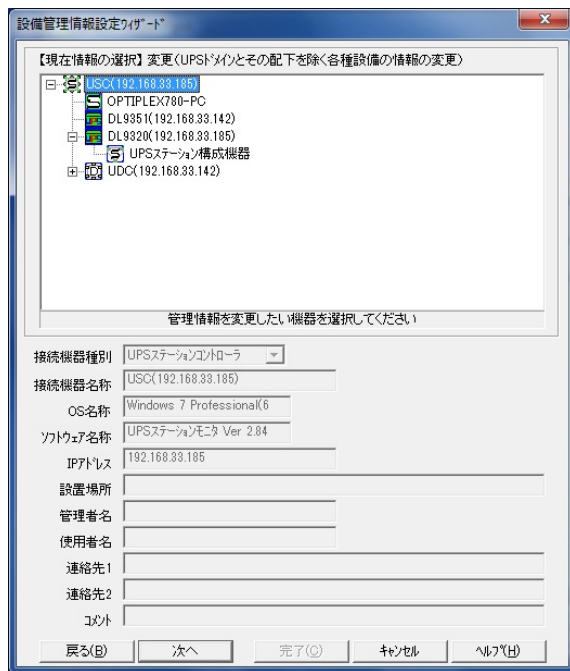 設備管理情報設定ウィザード
【現在情報の選択】 変更(UPSドメインとその配下を除く各種設備の情報の変更)
USC(192.168.33.185)
OPTIPLEX780-PC
DL9351(192.168.33.142)
DL9320(192.168.33.185)
UPSステーション構成機器
UDC(192.168.33.142)
管理情報を変更したい機器を選択してください
接続機器種別 UPSステーションコントローラ
接続機器名称 USC(192.168.33.185)
OS名称 Windows 7 Professional(6
ソフトウェア名称 UPSステーションモニタ Ver 2.84
IPアドレス 192.168.33.185
設置場所
管理者名
使用者名
連絡先1
連絡先2
コメント
戻る(B) 次へ 完了(C) キャンセル ヘルプ(H)